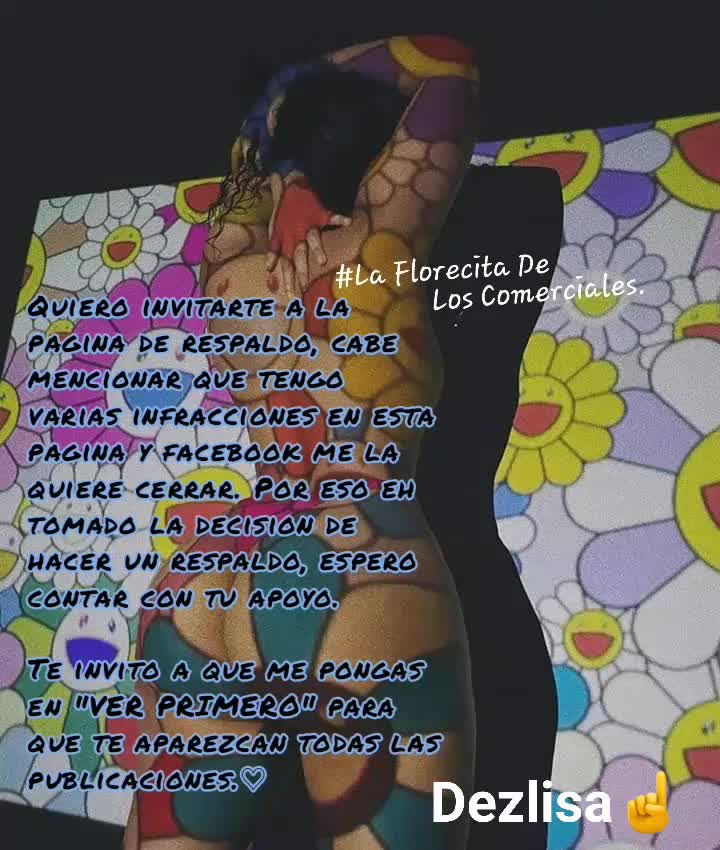 #La Florecita De
Los Comerciales.
Quiero invitarte a la
pagina de respaldo, cabe
mencionar que tengo
varias infracciones en esta
pagina y facebook me la
quiere cerrar. Por eso eh
tomado la decision de
hacer un respaldo, espero
contar con tu apoyo.
Te invito a que me pongas
en "VER PRIMERO" para
que te aparezcan todas las
publicaciones.♡
Dezlisa ☝